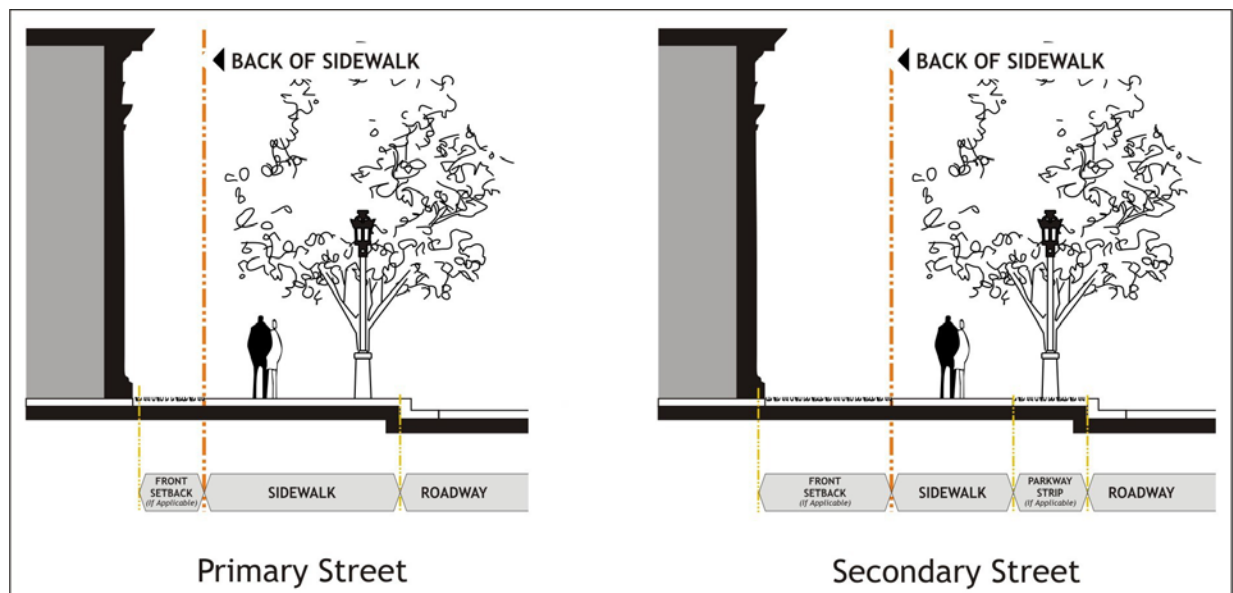 BACK OF SIDEWALK
FRONT
SETBACK
(If Applicable)
SIDEWALK
ROADWAY
Primary Street
BACK OF SIDEWALK
FRONT
SETBACK
(If Applicable)
SIDEWALK
PARKWAY
STRIP
(If Applicable)
ROADWAY
Secondary Street